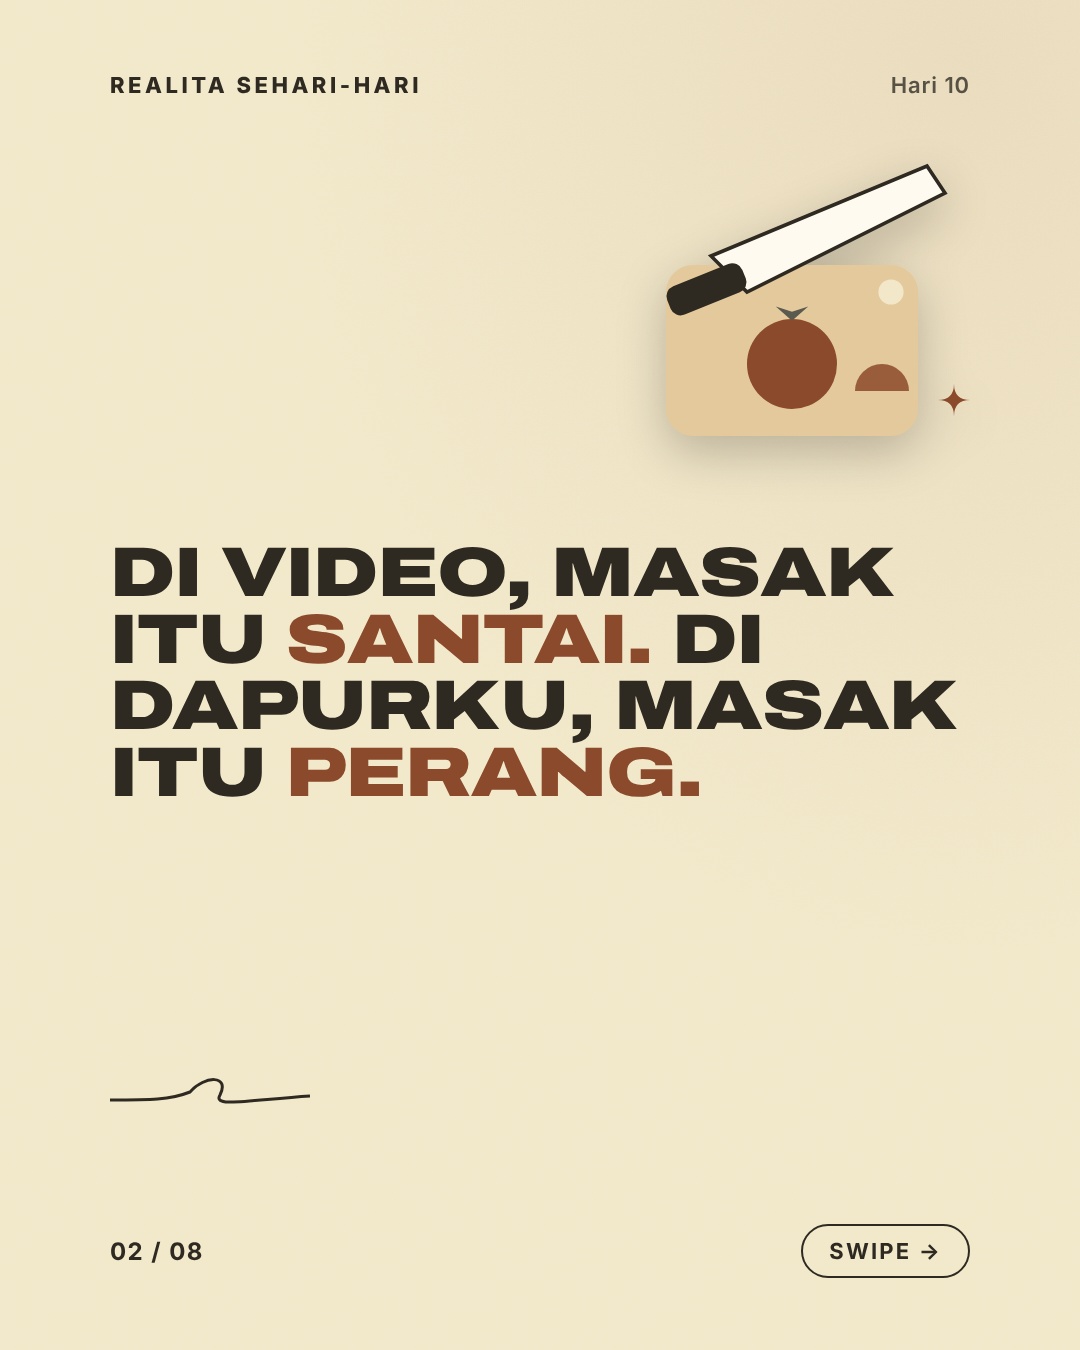 REALITA SEHARI-HARI
Hari 10
DI VIDEO, MASAK
ITU SANTAI. DI
DAPURKU, MASAK
ITU PERANG.
02 / 08
SWIPE →